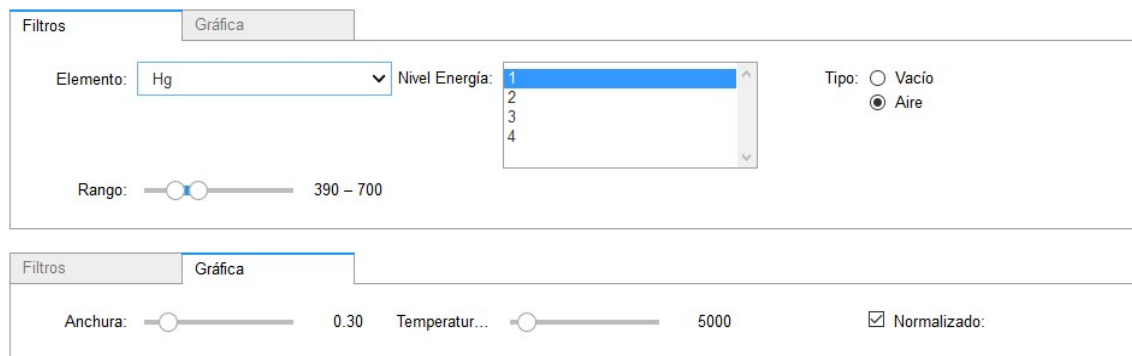 Filtros Gráfica
Elemento: Hg Nivel Energía: 1 Tipo: Vacío
2 Aire
3
4
Rango: 390 – 700
Filtros Gráfica
Anchura: 0.30 Temperatur... 5000 Normalizado: